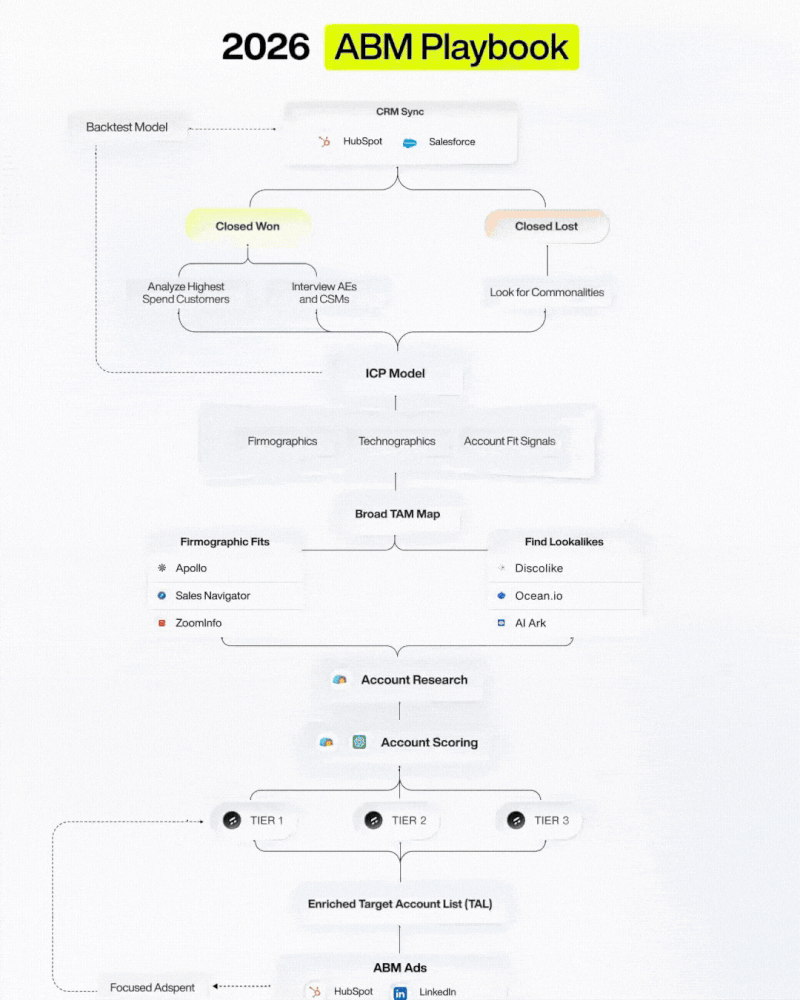 2026 ABM Playbook
CRM Sync
Backtest Model
HubSpot Salesforce
Closed Won
Closed Lost
Analyze Highest
Spend Customers
Interview AEs
and CSMs
Look for Commonalities
ICP Model
Firmographics Technographics Account Fit Signals
Broad TAM Map
Firmographic Fits
Apollo
Sales Navigator
ZoomInfo
Find Lookalikes
Discolike
Ocean.io
AI Ark
Account Research
Account Scoring
TIER 1 TIER 2 TIER 3
Enriched Target Account List (TAL)
ABM Ads
Focused Adspent
HubSpot LinkedIn